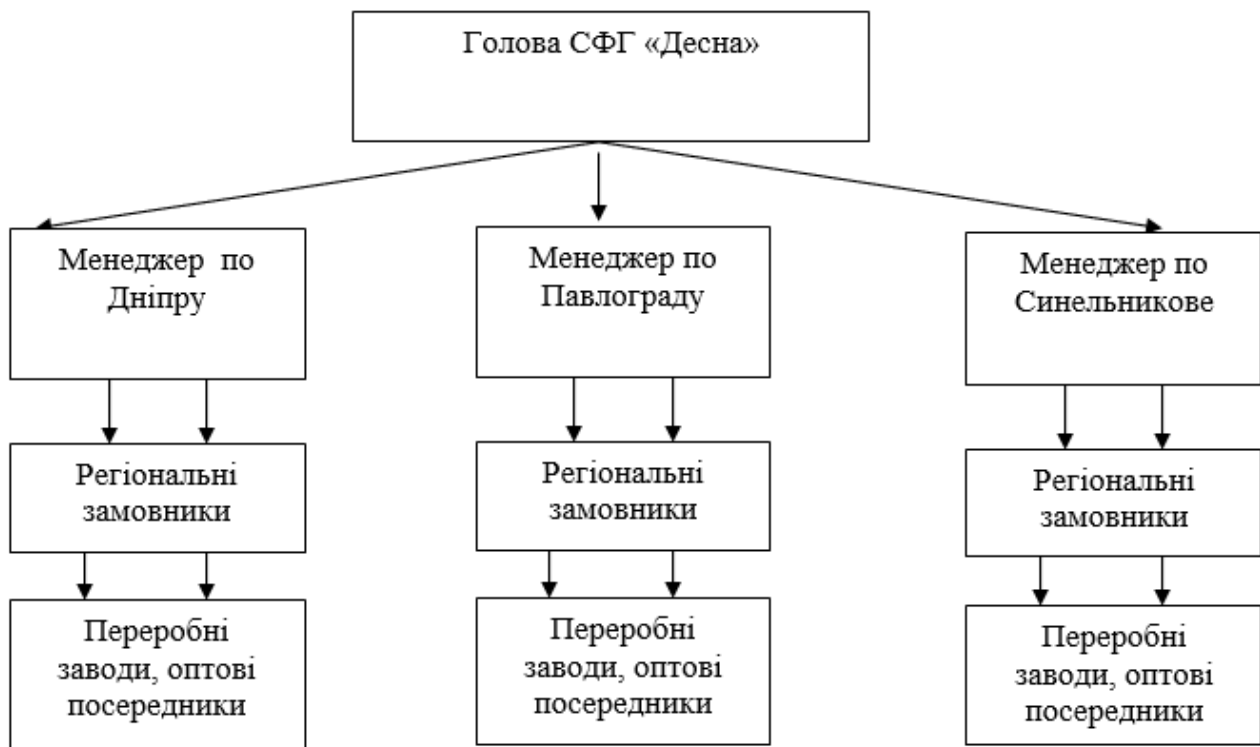 Голова СФГ «Десна»
Менеджер по
Дніпру
Менеджер по
Павлограду
Менеджер по
Синельникове
Регіональні
замовники
Регіональні
замовники
Регіональні
замовники
Переробні
заводи, оптові
посередники
Переробні
заводи, оптові
посередники
Переробні
заводи, оптові
посередники